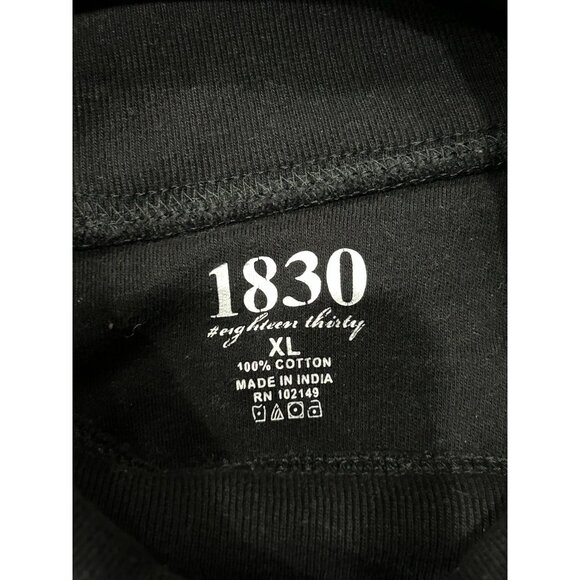 1830
#eighteen thirty
XL
100% COTTON
MADE IN INDIA
RN 102149